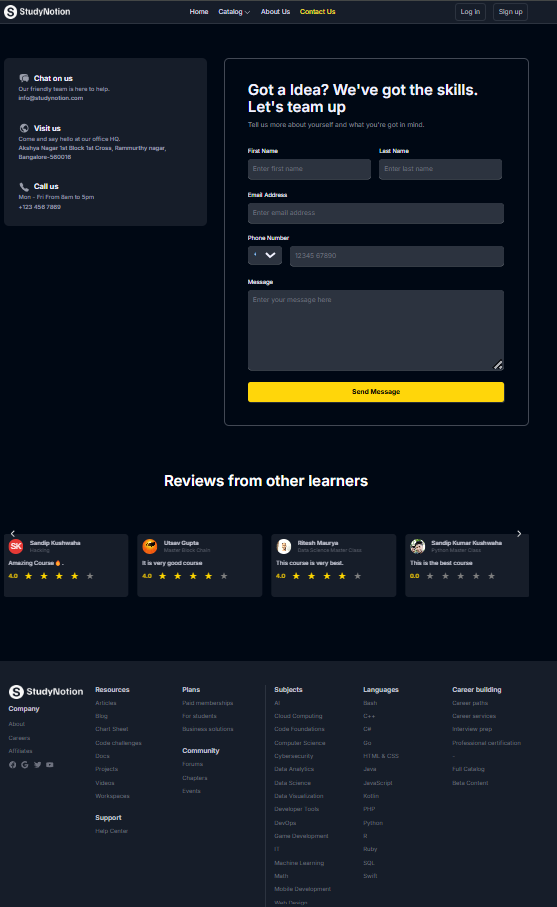 StudyNotion
Home Catalog About Us Contact Us
Log in Sign up
Chat on us
Our friendly team is here to help.
info@studynotion.com
Visit us
Come and say hello at our office HQ.
Akshya Nagar 1st Block 1st Cross, Rammurthy nagar,
Bangalore-560016
Call us
Mon - Fri From 8am to 5pm
+123 456 7869
Got a Idea? We've got the skills.
Let's team up
Tell us more about yourself and what you're got in mind.
First Name
Enter first name
Last Name
Enter last name
Email Address
Enter email address
Phone Number
12345 67890
Message
Enter your message here
Send Message
Reviews from other learners
SK
Sandip Kushwaha
tracking
Amazing Course 🔥.
4.0
Utsav Gupta
Master Block Chain
It is very good course
4.0
Ritesh Maurya
Data Science Master Class
This course is very best.
4.0
Sandip Kumar Kushwaha
Python Master Class
This is the best course
0.0
StudyNotion
Company
About
Careers
Affiliates
Resources
Articles
Blog
Chart Sheet
Code challenges
Docs
Projects
Videos
Workspaces
Support
Help Center
Plans
Paid memberships
For students
Business solutions
Community
Forums
Chapters
Events
Subjects
AI
Cloud Computing
Code Foundations
Computer Science
Cybersecurity
Data Analytics
Data Science
Data Visualization
Developer Tools
DevOps
Game Development
IT
Machine Learning
Math
Mobile Development
Web Design
Languages
Bash
C++
C#
Go
HTML & CSS
Java
JavaScript
Kotlin
PHP
Python
R
Ruby
SQL
Swift
Career building
Career paths
Career services
Interview prep
Professional certification
-
Full Catalog
Beta Content